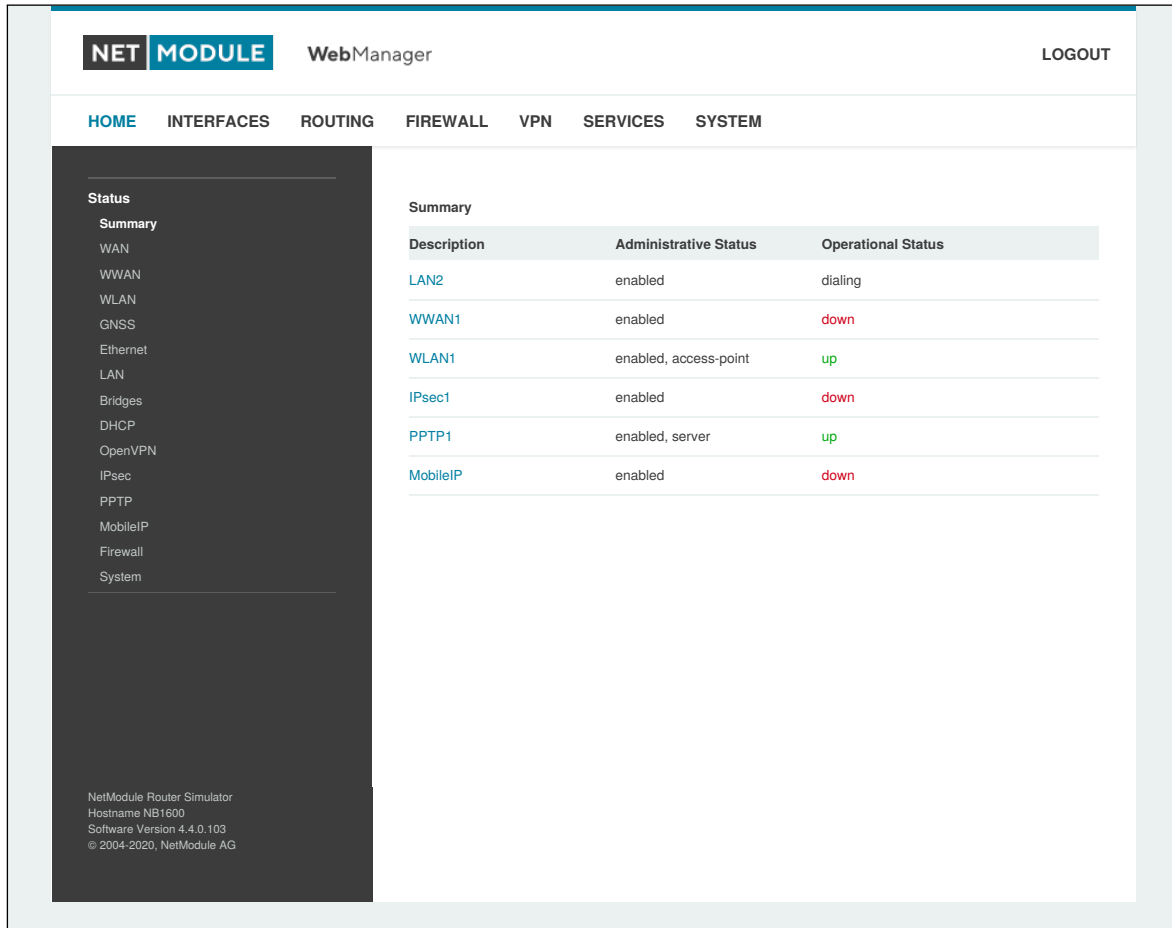 NET MODULE WebManager LOGOUT
HOME INTERFACES ROUTING FIREWALL VPN SERVICES SYSTEM
Status
Summary
WAN
WWAN
WLAN
GNSS
Ethernet
LAN
Bridges
DHCP
OpenVPN
IPsec
PPTP
MobileIP
Firewall
System
NetModule Router Simulator
Hostname NB1600
Software Version 4.4.0.103
© 2004-2020, NetModule AG
Summary
Description Administrative Status Operational Status
LAN2 enabled dialing
WWAN1 enabled down
WLAN1 enabled, access-point up
IPsec1 enabled down
PPTP1 enabled, server up
MobileIP enabled down